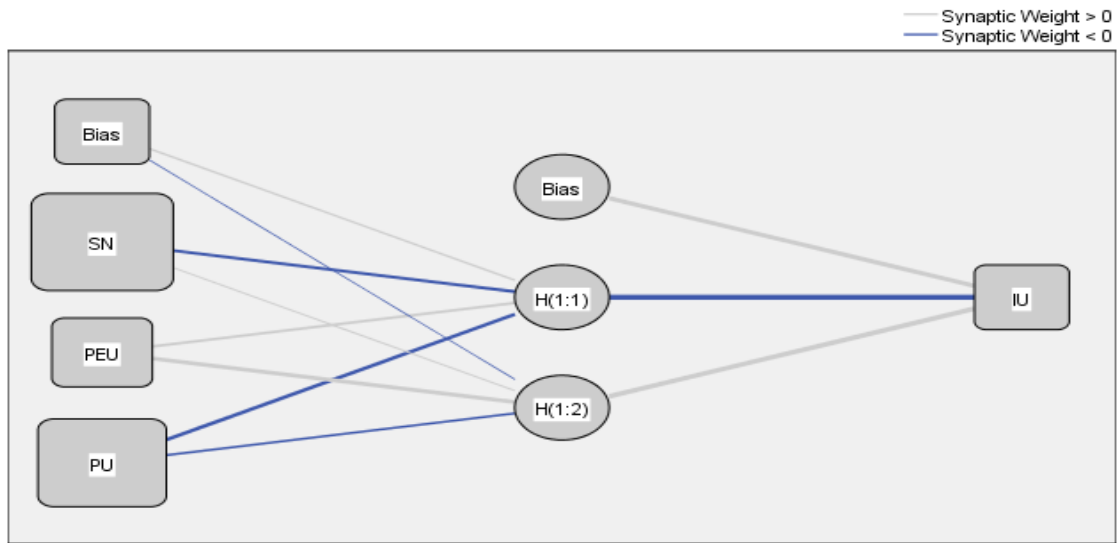 Synaptic Weight > 0
Synaptic Weight < 0
Bias
SN
PEU
PU
Bias
H(1:1)
H(1:2)
IU